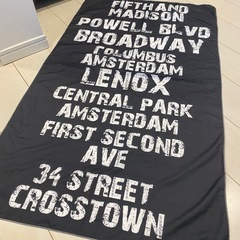 FIFTH AND
MADISON
POWELL BLVD
BROADWAY
COLUMBUS
AMSTERDAM
LENOX
CENTRAL PARK
AMSTERDAM
FIRST SECOND
AVE
34 STREET
CROSSTOWN